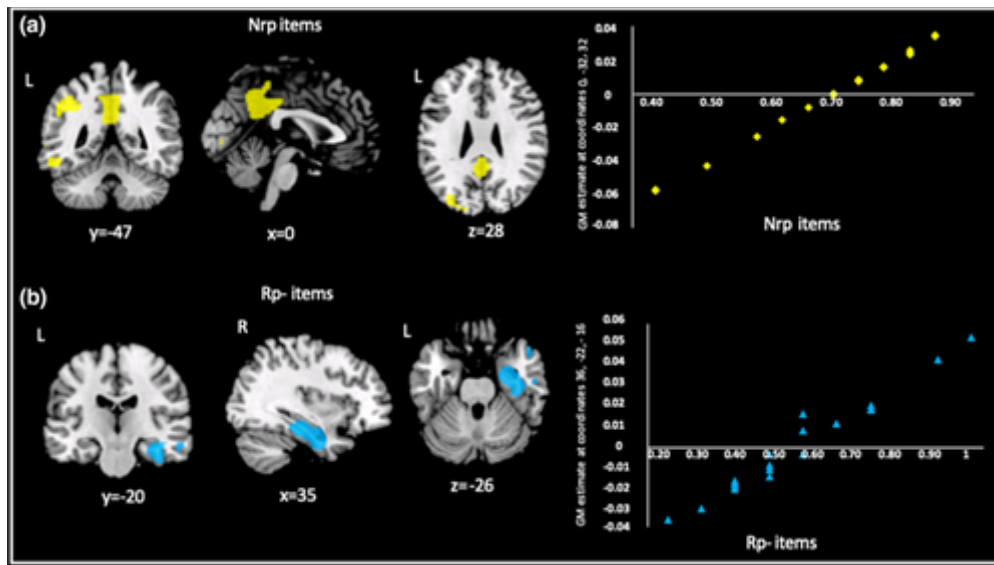 (a)
Nrp items
L
L
y=-47
x=0
z=28
GM estimate at coordinates 0, -32, 32
0.04
0.02
0
-0.02
-0.04
-0.06
-0.08
0.40 0.50 0.60 0.70 0.80 0.90
Nrp items
(b)
Rp- items
L
R
L
y=-20
x=35
z=-26
GM estimate at coordinates 36, -22,- 16
0.06
0.05
0.04
0.03
0.02
0.01
0
-0.01
-0.02
-0.03
-0.04
0.20 0.30 0.40 0.50 0.60 0.70 0.80 0.90 1
Rp- items